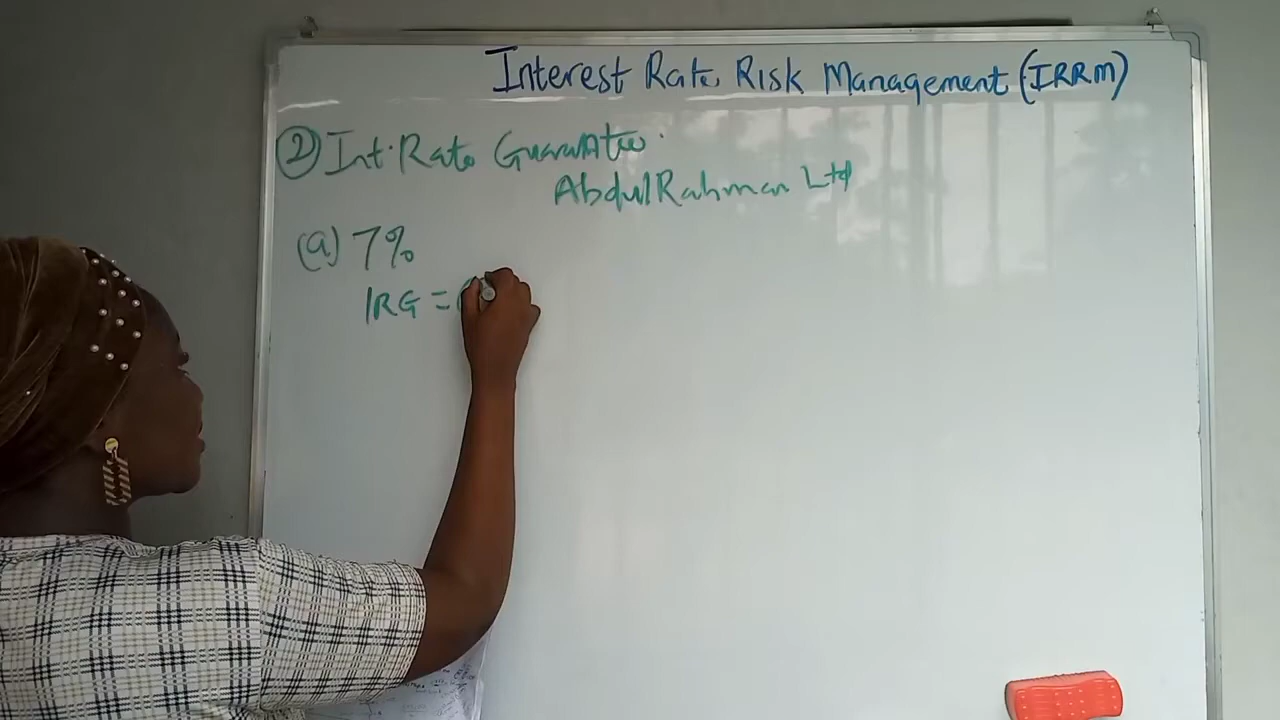 Interest Rate Risk Management (IRRM)
② Int. Rate Guarantee.
AbdulRahman Ltd
(a) 7%
IRG =